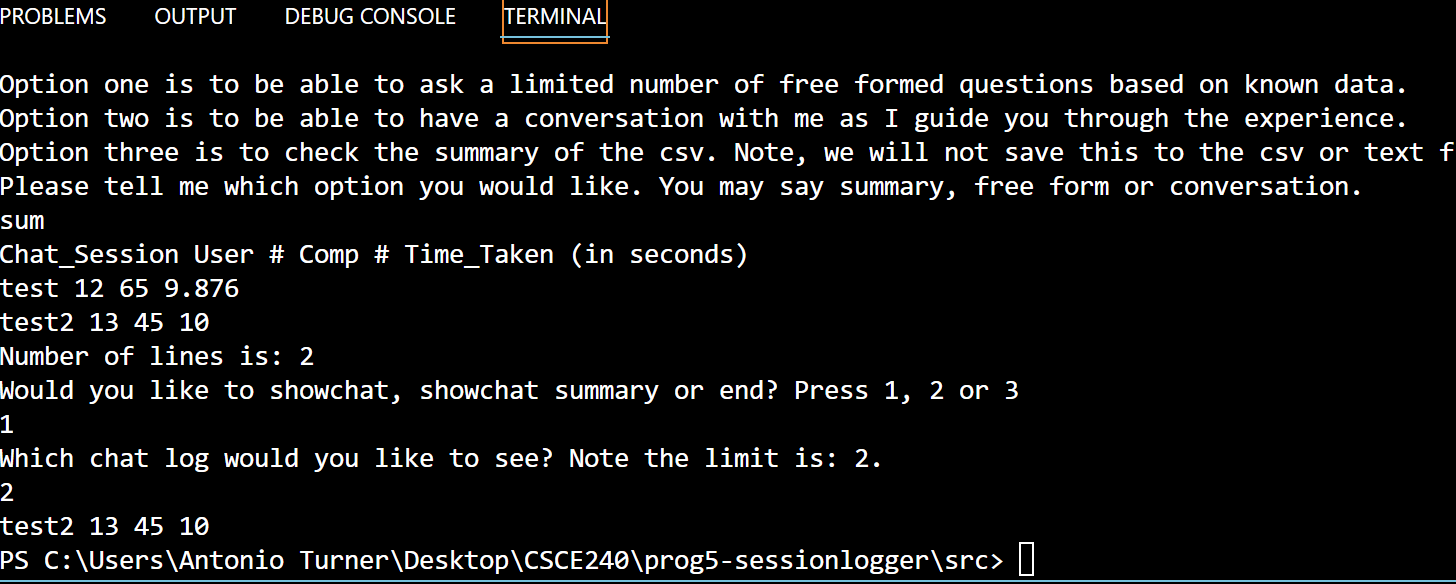 PROBLEMS OUTPUT DEBUG CONSOLE TERMINAL
Option one is to be able to ask a limited number of free formed questions based on known data.
Option two is to be able to have a conversation with me as I guide you through the experience.
Option three is to check the summary of the csv. Note, we will not save this to the csv or text f
Please tell me which option you would like. You may say summary, free form or conversation.
sum
Chat_Session User # Comp # Time_Taken (in seconds)
test 12 65 9.876
test2 13 45 10
Number of lines is: 2
Would you like to showchat, showchat summary or end? Press 1, 2 or 3
1
Which chat log would you like to see? Note the limit is: 2.
2
test2 13 45 10
PS C:\Users\Antonio Turner\Desktop\CSCE240\prog5-sessionlogger\src>